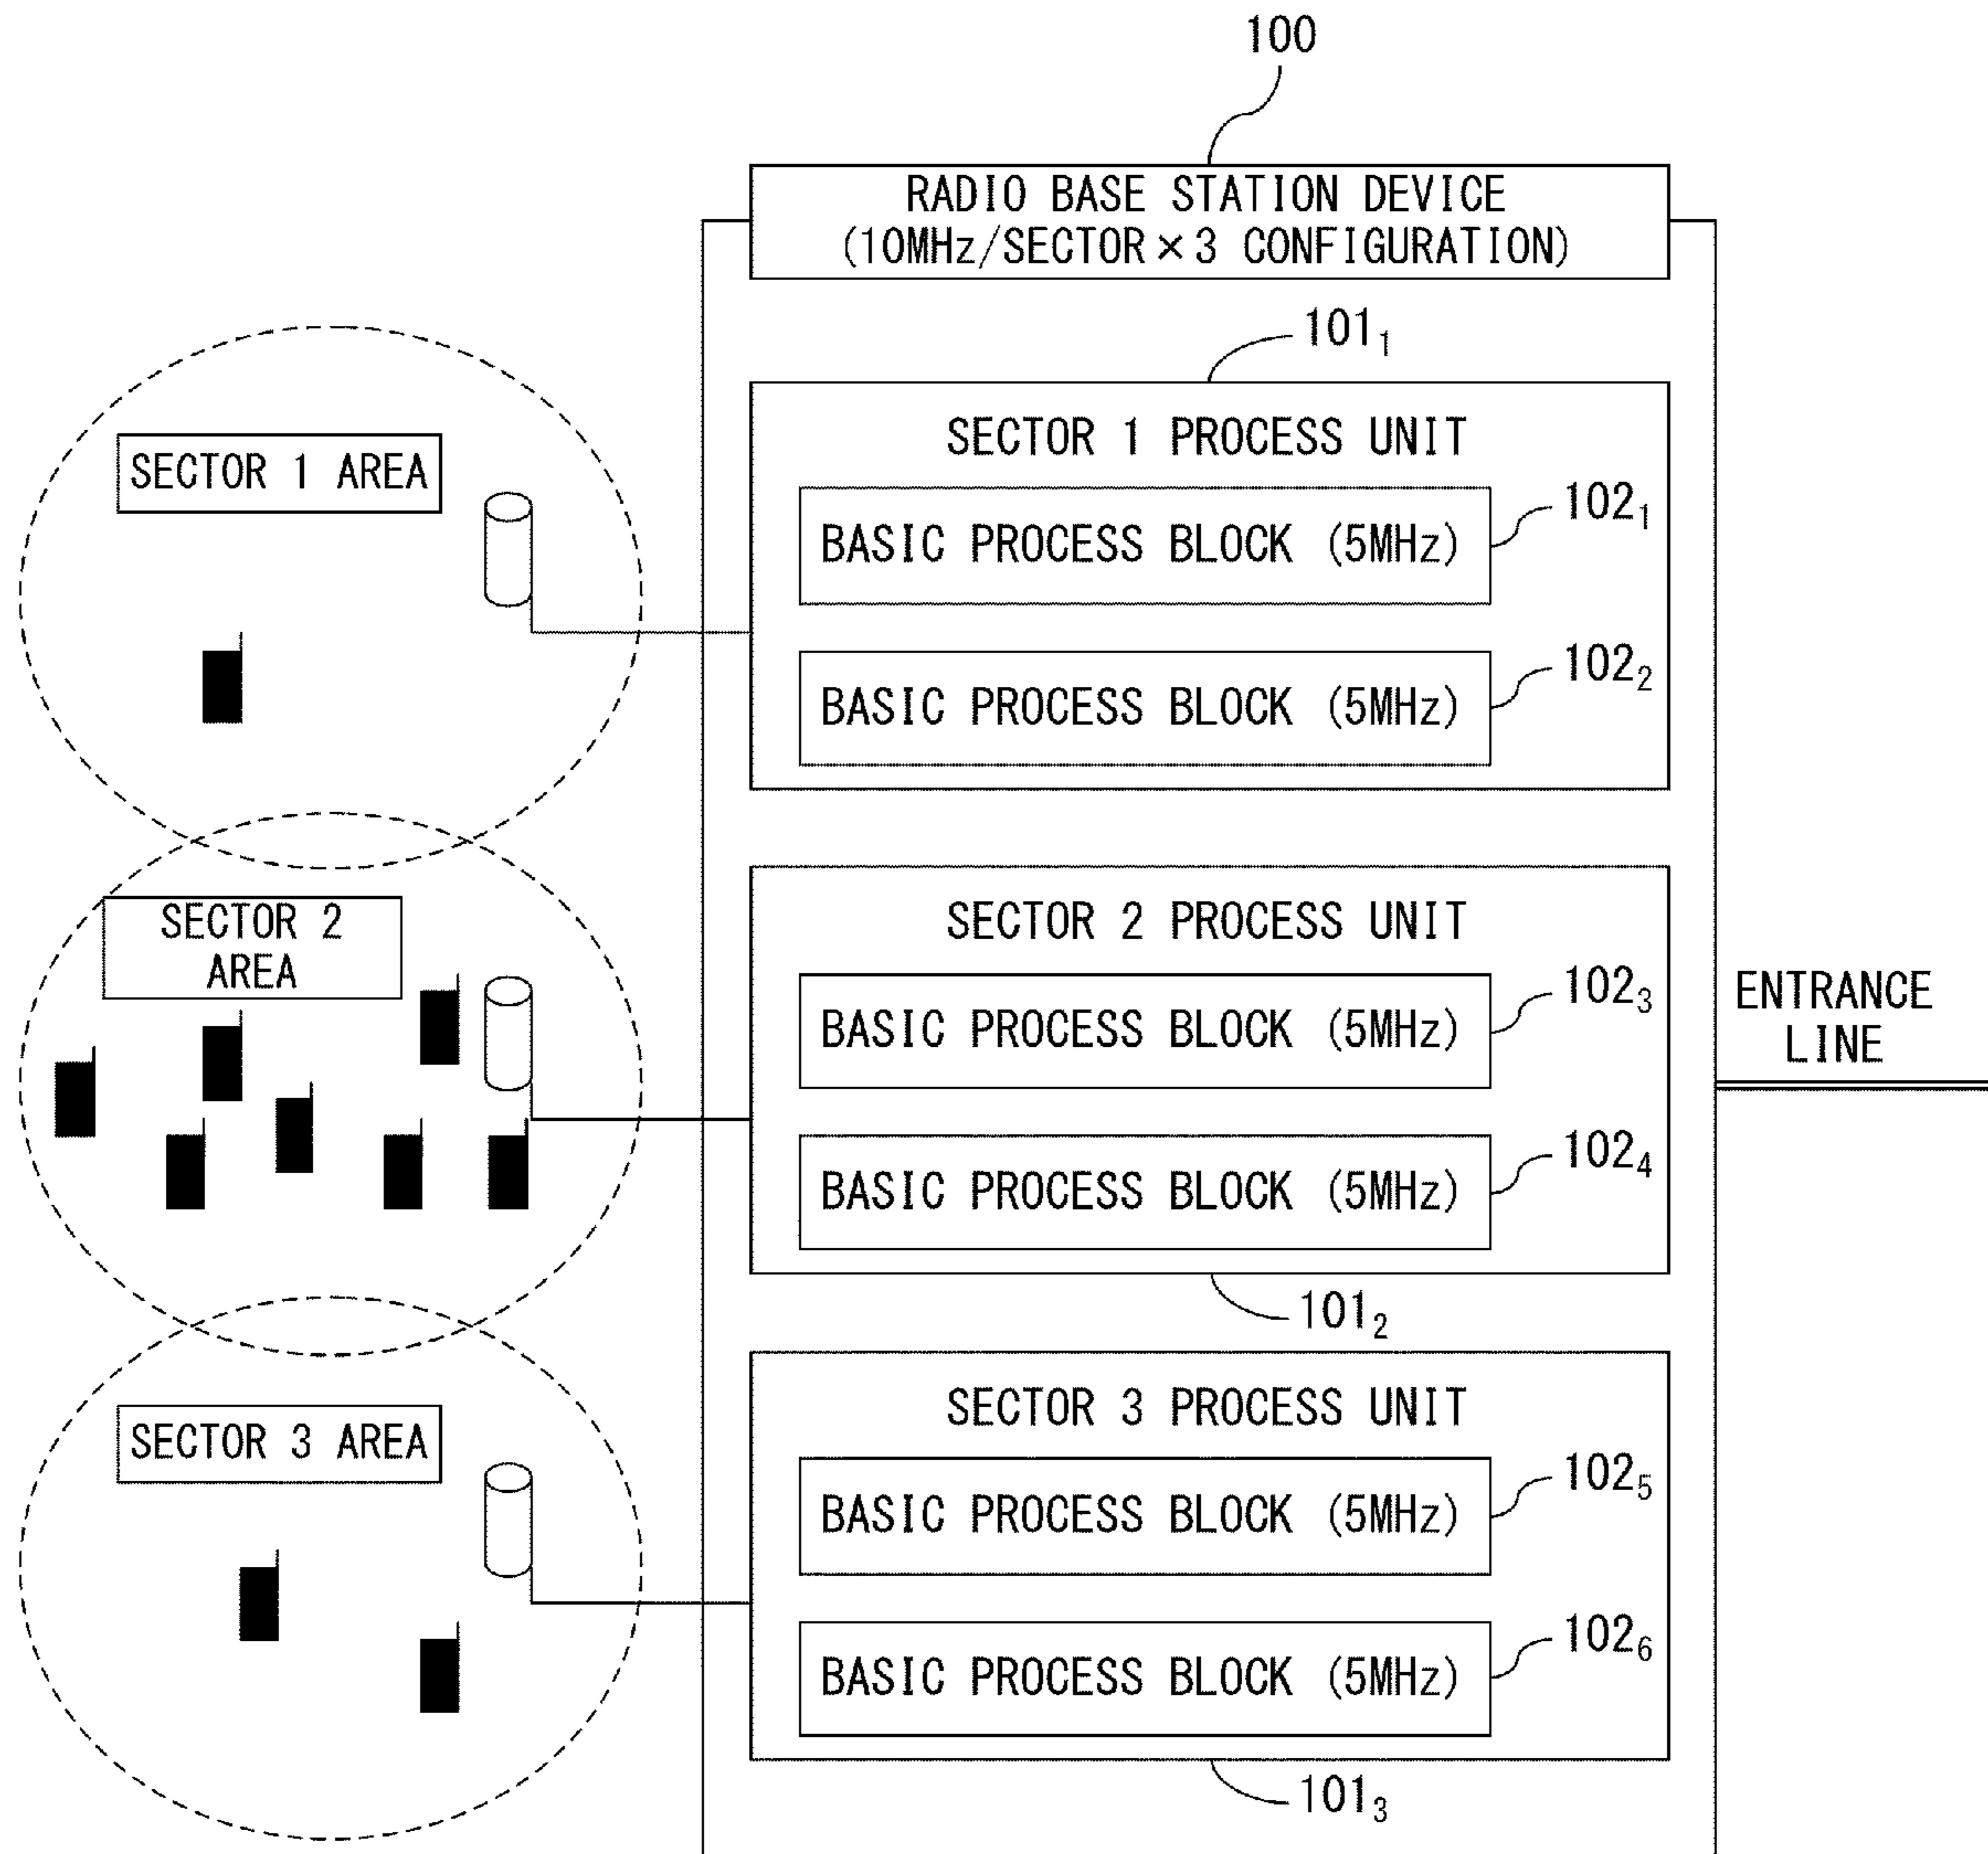 100
RADIO BASE STATION DEVICE
(10MHz/SECTOR×3 CONFIGURATION)
101₁
SECTOR 1 AREA
SECTOR 1 PROCESS UNIT
BASIC PROCESS BLOCK (5MHz)
102₁
BASIC PROCESS BLOCK (5MHz)
102₂
SECTOR 2
AREA
SECTOR 2 PROCESS UNIT
BASIC PROCESS BLOCK (5MHz)
102₃
BASIC PROCESS BLOCK (5MHz)
102₄
101₂
ENTRANCE
LINE
SECTOR 3 AREA
SECTOR 3 PROCESS UNIT
BASIC PROCESS BLOCK (5MHz)
102₅
BASIC PROCESS BLOCK (5MHz)
102₆
101₃